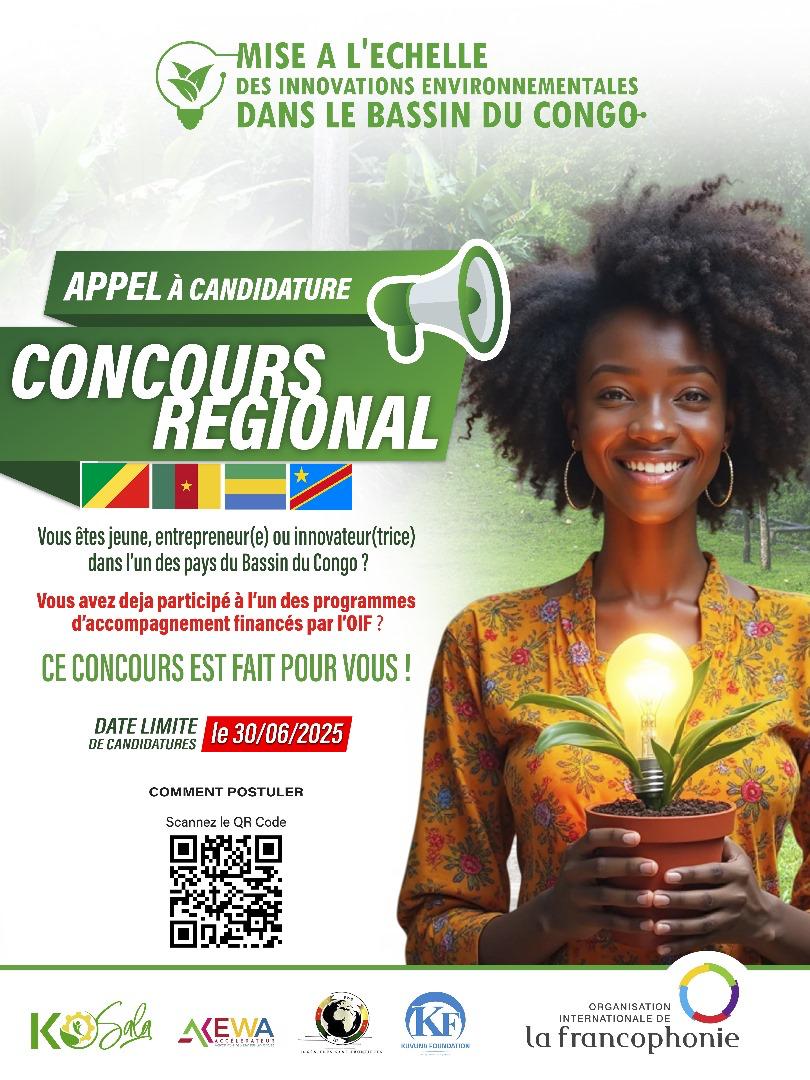 MISE A L'ECHELLE
DES INNOVATIONS ENVIRONNEMENTALES
DANS LE BASSIN DU CONGO
APPEL À CANDIDATURE
CONCOURS
REGIONAL
Vous êtes jeune, entrepreneur(e) ou innovateur(trice)
dans l'un des pays du Bassin du Congo ?
Vous avez deja participé à l'un des programmes
d'accompagnement financés par l'OIF ?
CE CONCOURS EST FAIT POUR VOUS !
DATE LIMITE
DE CANDIDATURES
le 30/06/2025
COMMENT POSTULER
Scannez le QR Code
KOSala
AKEWA
ACCELERATEUR
KF
KUVUNA FOUNDATION
ORGANISATION
INTERNATIONALE DE
la francophonie